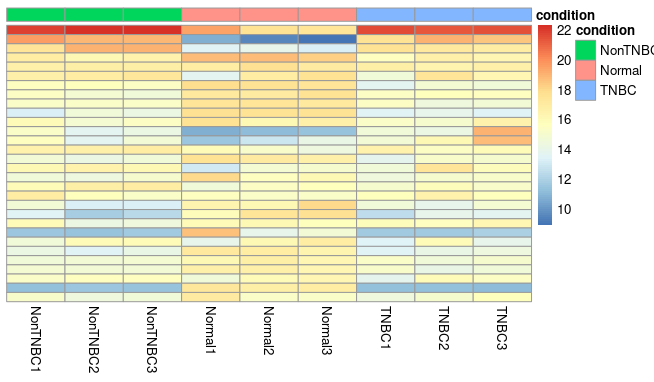 condition
22
20
18
16
14
12
10
condition
NonTNBC
Normal
TNBC
NonTNBC1
NonTNBC2
NonTNBC3
Normal1
Normal2
Normal3
TNBC1
TNBC2
TNBC3